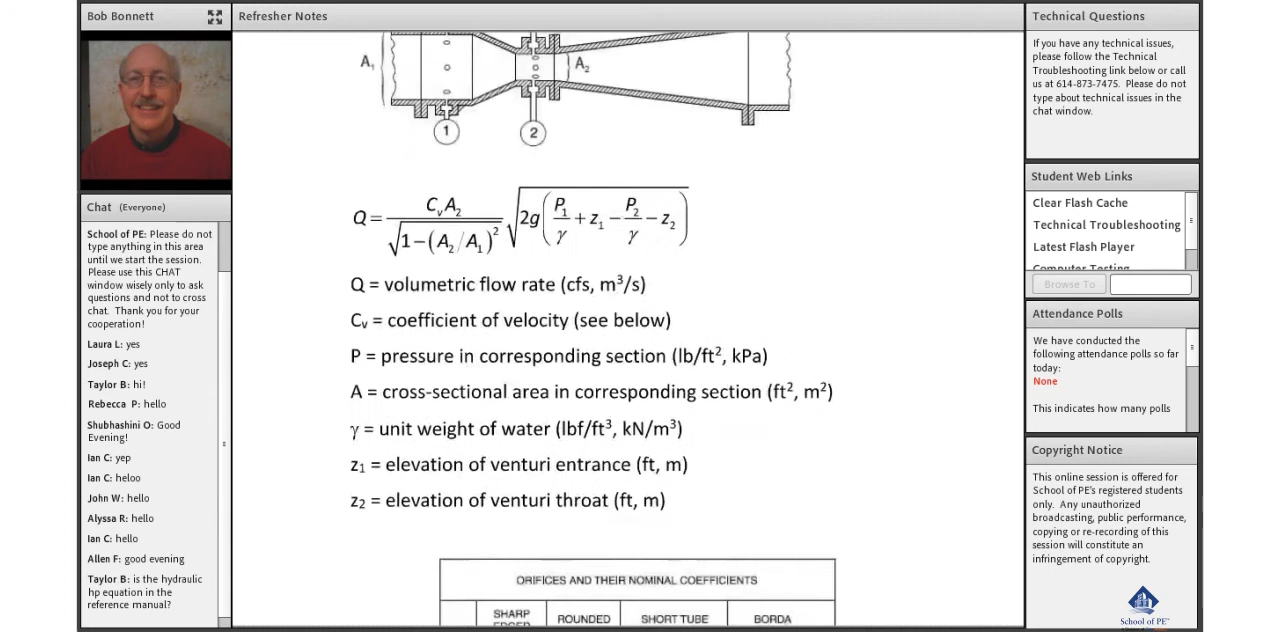 Bob Bonnett
Chat (Everyone)
School of PE: Please do not
type anything in this area
until we start the session.
Please use this CHAT
window wisely only to ask
questions and not to cross
chat. Thank you for your
cooperation!
Laura L: yes
Joseph C: yes
Taylor B: hi!
Rebecca P: hello
Shubhashini O: Good
Evening!
Ian C: yep
Ian C: heloo
John W: hello
Alyssa R: hello
Ian C: hello
Allen F: good evening
Taylor B: is the hydraulic
hp equation in the
reference manual?
Refresher Notes
A₁ A₂
1 2
Q = CᵥA₂ / √(1−(A₂/A₁)²) √(2g(P₁/γ + z₁ − P₂/γ − z₂))
Q = volumetric flow rate (cfs, m³/s)
Cᵥ = coefficient of velocity (see below)
P = pressure in corresponding section (lb/ft², kPa)
A = cross-sectional area in corresponding section (ft², m²)
γ = unit weight of water (lbf/ft³, kN/m³)
z₁ = elevation of venturi entrance (ft, m)
z₂ = elevation of venturi throat (ft, m)
ORIFICES AND THEIR NOMINAL COEFFICIENTS
SHARP EDGED ROUNDED SHORT TUBE BORDA
Technical Questions
If you have any technical issues,
please follow the Technical
Troubleshooting link below or call
us at 614-873-7475. Please do not
type about technical issues in the
chat window.
Student Web Links
Clear Flash Cache
Technical Troubleshooting
Latest Flash Player
Computer Testing
Browse To
Attendance Polls
We have conducted the
following attendance polls so far
today:
None
This indicates how many polls
Copyright Notice
This online session is offered for
School of PE's registered students
only. Any unauthorized
broadcasting, public performance,
copying or re-recording of this
session will constitute an
infringement of copyright.
School of PE